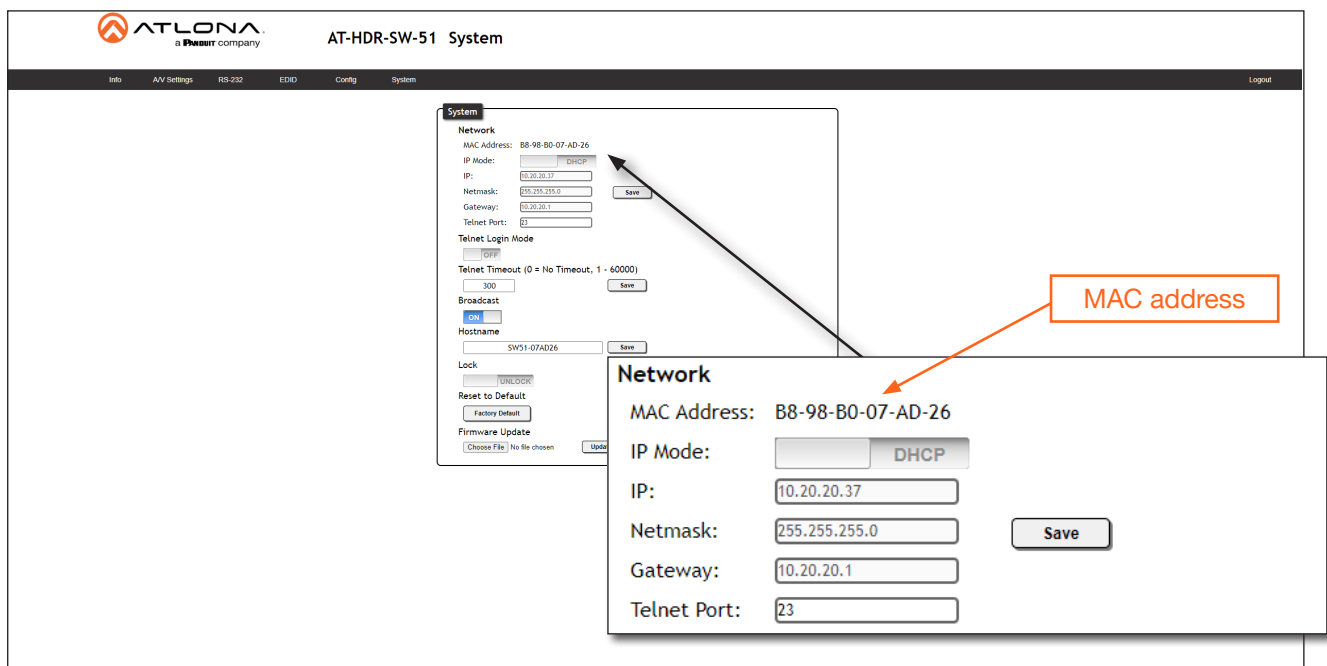 ATLONA.
a PANDUIT company
AT-HDR-SW-51 System
Info A/V Settings RS-232 EDID Config System Logout
System
Network
MAC Address: B8-98-B0-07-AD-26
IP Mode: DHCP
IP: 10.20.20.37
Netmask: 255.255.255.0 Save
Gateway: 10.20.20.1
Telnet Port: 23
Telnet Login Mode
OFF
Telnet Timeout (0 = No Timeout, 1 - 60000)
300 Save
Broadcast
ON
Hostname
SW51-07AD26 Save
Lock
UNLOCK
Reset to Default
Factory Default
Firmware Update
Choose File No file chosen Upda
MAC address
Network
MAC Address: B8-98-B0-07-AD-26
IP Mode: DHCP
IP: 10.20.20.37
Netmask: 255.255.255.0 Save
Gateway: 10.20.20.1
Telnet Port: 23